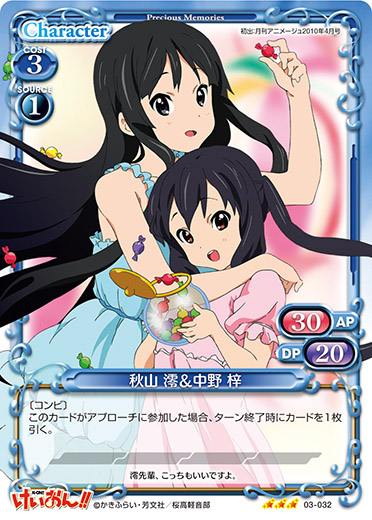 Precious Memories
Character
初出:月刊アニメージュ2010年4月号
COST
3
SOURCE
1
30 AP
DP 20
秋山 澪&中野 梓
〔コンビ〕
このカードがアプローチに参加した場合、ターン終了時にカードを1枚
引く。
澪先輩、こっちもいいですよ。
K-ON!!
けいおん!!
©かきふらい・芳文社/桜高軽音部
03-032